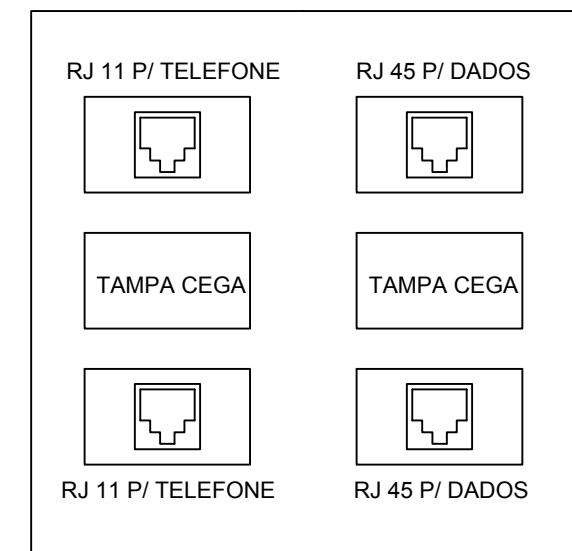 RJ 11 P/ TELEFONE
RJ 45 P/ DADOS
TAMPA CEGA
TAMPA CEGA
RJ 11 P/ TELEFONE
RJ 45 P/ DADOS